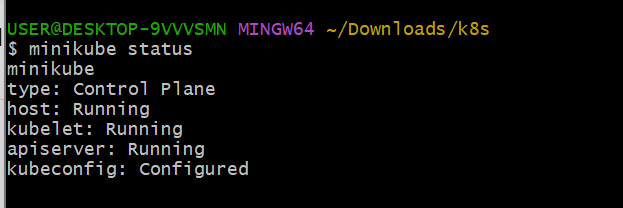 USER@DESKTOP-9VVVSMN MINGW64 ~/Downloads/k8s
$ minikube status
minikube
type: Control Plane
host: Running
kubelet: Running
apiserver: Running
kubeconfig: Configured